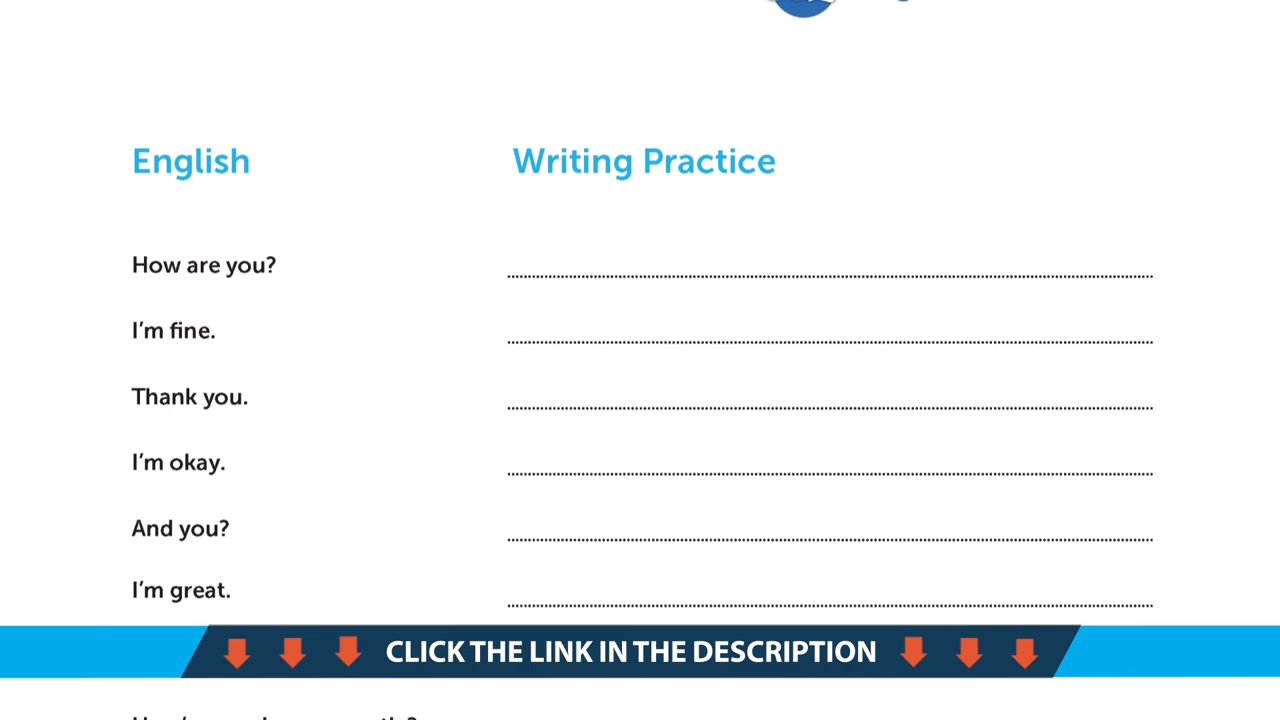 English
Writing Practice
How are you?
I'm fine.
Thank you.
I'm okay.
And you?
I'm great.
CLICK THE LINK IN THE DESCRIPTION